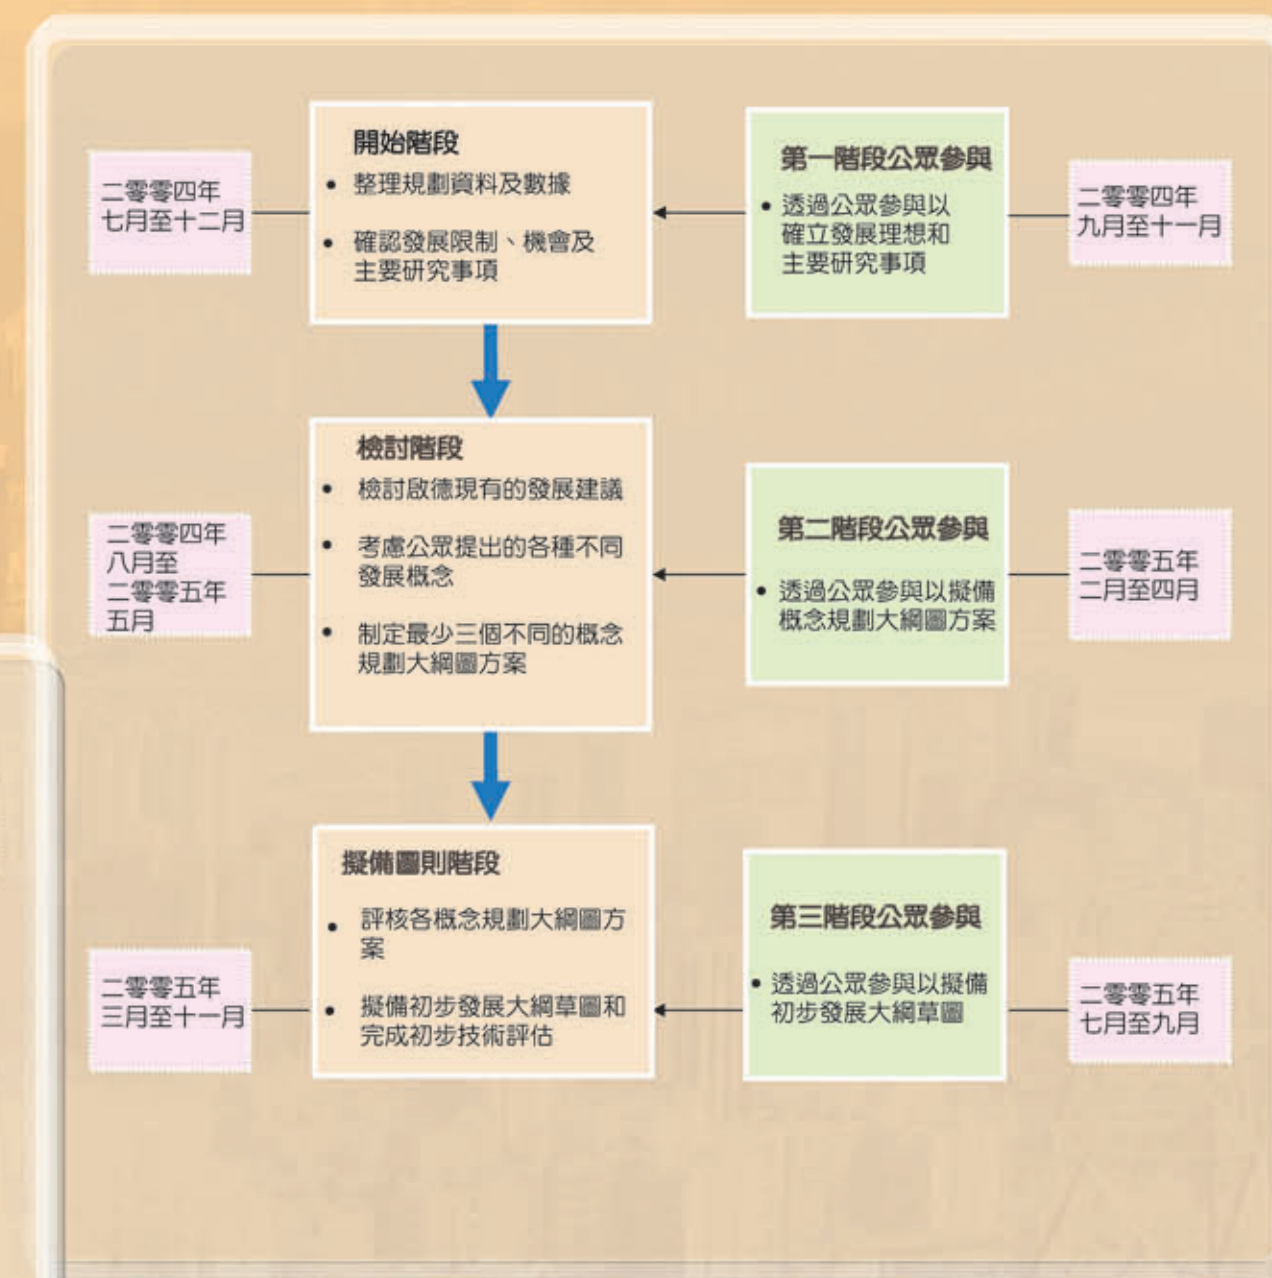 二零零四年
七月至十二月
開始階段
• 整理規劃資料及數據
• 確認發展限制、機會及
主要研究事項
第一階段公眾參與
• 透過公眾參與以
確立發展理想和
主要研究事項
二零零四年
九月至十一月
二零零四年
八月至
二零零五年
五月
檢討階段
• 檢討啟德現有的發展建議
• 考慮公眾提出的各種不同
發展概念
• 制定最少三個不同的概念
規劃大綱圖方案
第二階段公眾參與
• 透過公眾參與以擬備
概念規劃大綱圖方案
二零零五年
二月至四月
二零零五年
三月至十一月
擬備圖則階段
• 評核各概念規劃大綱圖方
案
• 擬備初步發展大綱草圖和
完成初步技術評估
第三階段公眾參與
• 透過公眾參與以擬備
初步發展大綱草圖
二零零五年
七月至九月